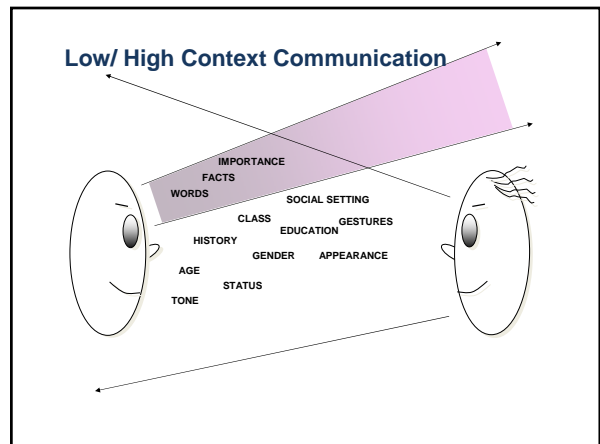 Low/ High Context Communication
IMPORTANCE
FACTS
WORDS
SOCIAL SETTING
CLASS
GESTURES
EDUCATION
HISTORY
GENDER
APPEARANCE
AGE
STATUS
TONE